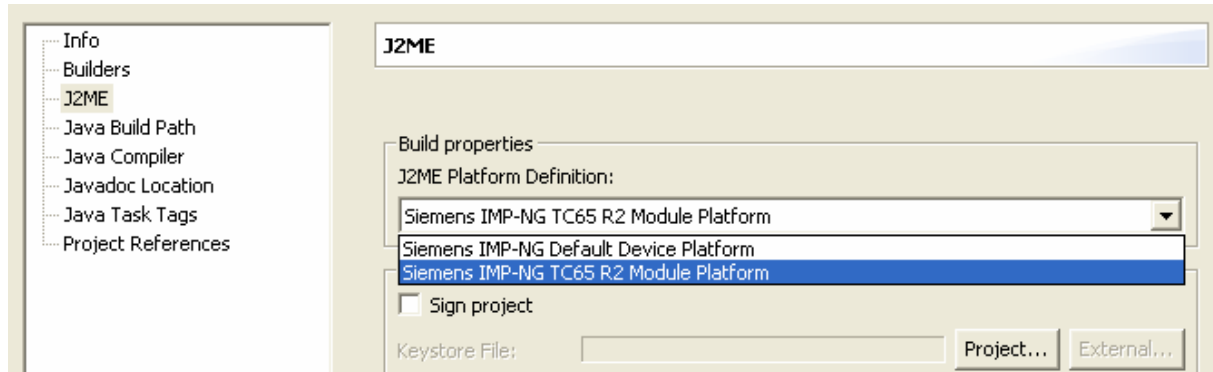 Info
Builders
J2ME
Java Build Path
Java Compiler
Javadoc Location
Java Task Tags
Project References
J2ME
Build properties
J2ME Platform Definition:
Siemens IMP-NG TC65 R2 Module Platform
Siemens IMP-NG Default Device Platform
Siemens IMP-NG TC65 R2 Module Platform
Sign project
Keystore File:
Project...
External...